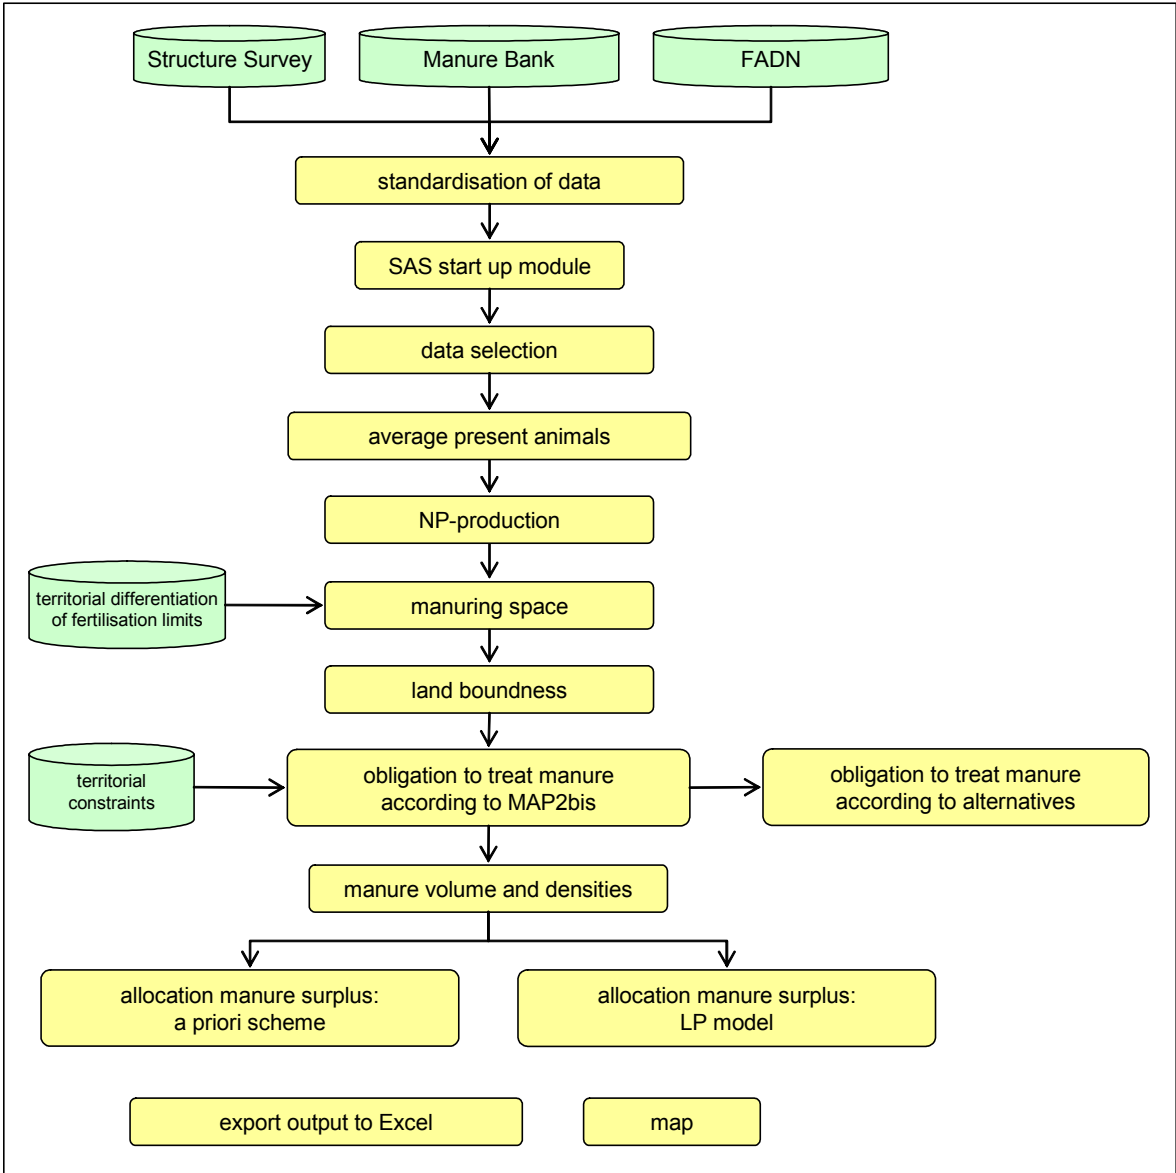 Structure Survey
Manure Bank
FADN
standardisation of data
SAS start up module
data selection
average present animals
NP-production
territorial differentiation
of fertilisation limits
manuring space
land boundness
territorial
constraints
obligation to treat manure
according to MAP2bis
obligation to treat manure
according to alternatives
manure volume and densities
allocation manure surplus:
a priori scheme
allocation manure surplus:
LP model
export output to Excel
map